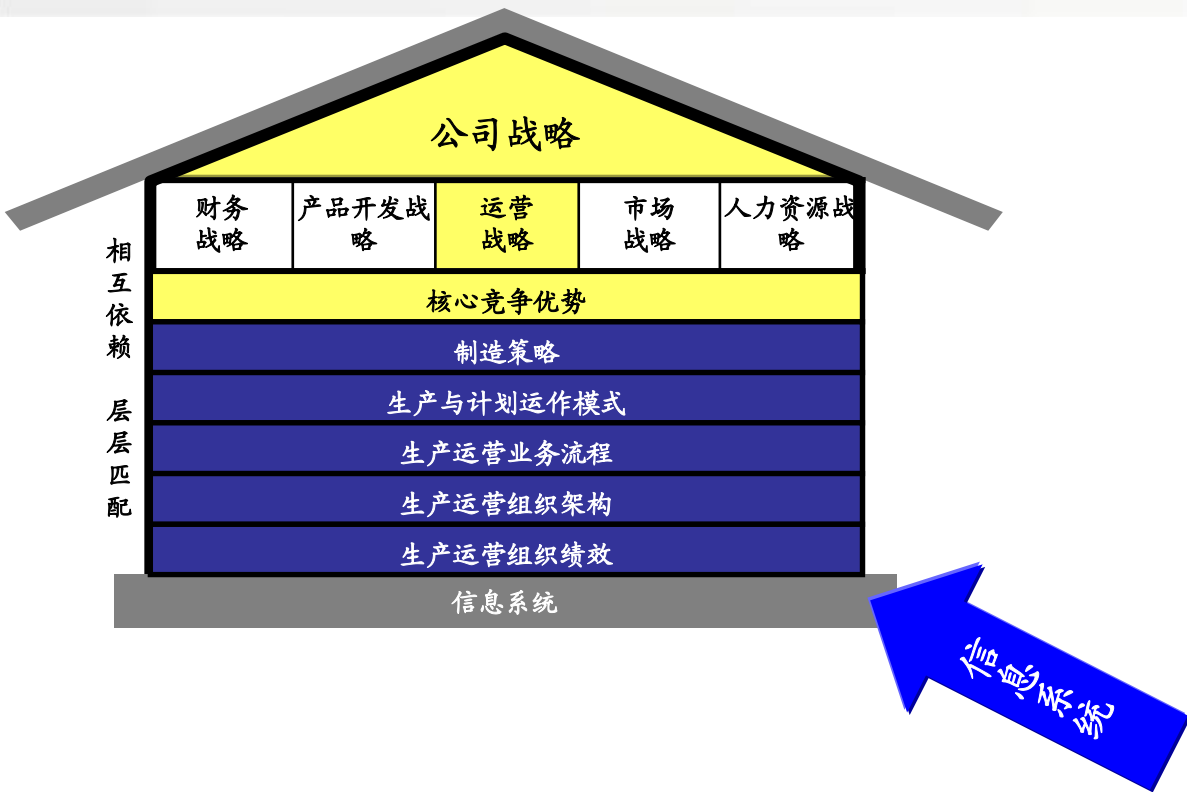 公司战略
财务
战略
产品开发战
略
运营
战略
市场
战略
人力资源战
略
相互依赖 层层匹配
核心竞争优势
制造策略
生产与计划运作模式
生产运营业务流程
生产运营组织架构
生产运营组织绩效
信息系统
信息系统